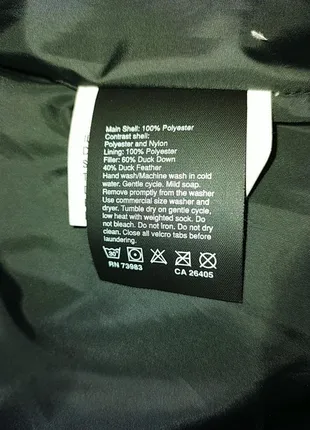 Main Shell: 100% Polyester
Contrast shell:
Polyester and Nylon
Lining: 100% Polyester
Filler: 60% Duck Down
40% Duck Feather
Hand wash/Machine wash in cold
water. Gentle cycle. Mild soap.
Remove promptly from the washer
Use commercial size washer and
dryer. Tumble dry on gentle cycle,
low heat with weighted sock. Do
not bleach. Do not Iron. Do not dry
clean. Close all velcro tabs before
laundering.
RN 73983 CA 26405